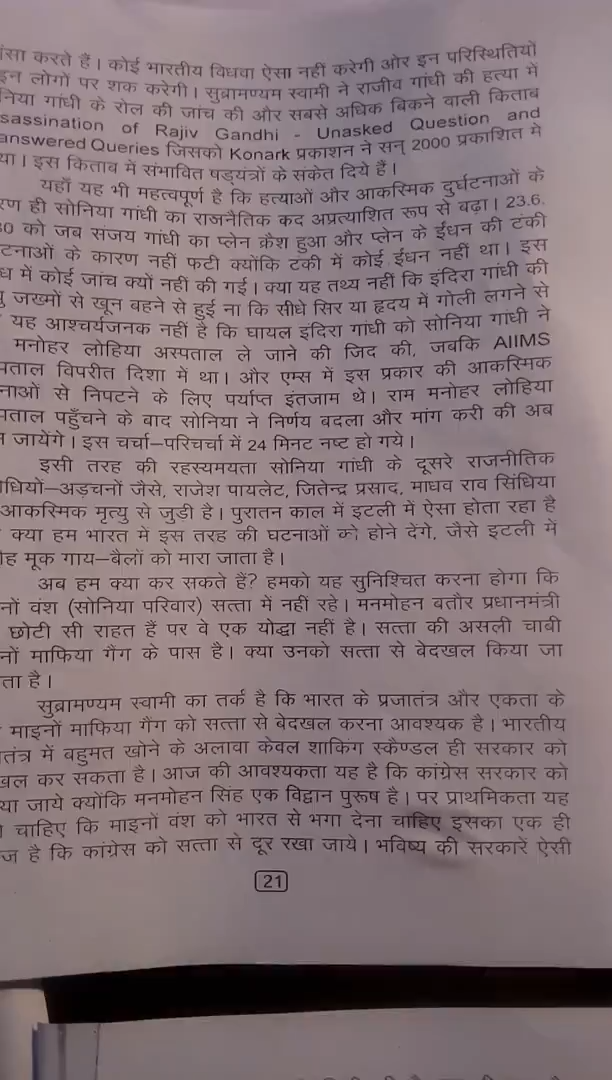 करते हैं। कोई भारतीय विधवा ऐसा नहीं करेगी ओर इन परिस्थितियों
इन लोगों पर शक करेगी। सुब्रामण्यम स्वामी ने राजीव गांधी की हत्या में
गांधी के रोल की जांच की और सबसे अधिक बिकने वाली किताब
sassination of Rajiv Gandhi - Unasked Question and
answered Queries जिसको Konark प्रकाशन ने सन् 2000 प्रकाशित मे
इस किताब में संभावित षड्यंत्रों के संकेत दिये हैं।
यहाँ यह भी महत्वपूर्ण है कि हत्याओं और आकस्मिक दुर्घटनाओं के
ही सोनिया गांधी का राजनैतिक कद अप्रत्याशित रूप से बढ़ा। 23.6.
को जब संजय गांधी का प्लेन क्रैश हुआ और प्लेन के ईंधन की टंकी
टनाओं के कारण नहीं फटी क्योंकि टंकी में कोई ईंधन नहीं था। इस
में कोई जांच क्यों नहीं की गई। क्या यह तथ्य नहीं कि इंदिरा गांधी की
जख्मों से खून बहने से हुई ना कि सीधे सिर या हृदय में गोली लगने से
यह आश्चर्यजनक नहीं है कि घायल इंदिरा गांधी को सोनिया गांधी ने
मनोहर लोहिया अस्पताल ले जाने की जिद की, जबकि AIIMS
पताल विपरीत दिशा में था। और एम्स में इस प्रकार की आकस्मिक
नाओं से निपटने के लिए पर्याप्त इंतजाम थे। राम मनोहर लोहिया
पताल पहुँचने के बाद सोनिया ने निर्णय बदला और मांग करी की अब
जायेंगे। इस चर्चा–परिचर्चा में 24 मिनट नष्ट हो गये।
इसी तरह की रहस्यमयता सोनिया गांधी के दूसरे राजनीतिक
धियों–अड़चनों जैसे, राजेश पायलेट, जितेन्द्र प्रसाद, माधव राव सिंधिया
आकस्मिक मृत्यु से जुड़ी है। पुरातन काल में इटली में ऐसा होता रहा है
क्या हम भारत में इस तरह की घटनाओं को होने देंगे, जैसे इटली में
ह मूक गाय–बैलों को मारा जाता है।
अब हम क्या कर सकते हैं? हमको यह सुनिश्चित करना होगा कि
नों वंश (सोनिया परिवार) सत्ता में नहीं रहे। मनमोहन बतौर प्रधानमंत्री
छोटी सी राहत हैं पर वे एक योद्धा नहीं है। सत्ता की असली चाबी
नों माफिया गैंग के पास है। क्या उनको सत्ता से बेदखल किया जा
ता है।
सुब्रामण्यम स्वामी का तर्क है कि भारत के प्रजातंत्र और एकता के
माइनों माफिया गैंग को सत्ता से बेदखल करना आवश्यक है। भारतीय
तंत्र में बहुमत खोने के अलावा केवल शाकिंग स्कैण्डल ही सरकार को
खल कर सकता है। आज की आवश्यकता यह है कि कांग्रेस सरकार को
या जाये क्योंकि मनमोहन सिंह एक विद्वान पुरूष है। पर प्राथमिकता यह
चाहिए कि माइनों वंश को भारत से भगा देना चाहिए इसका एक ही
ज है कि कांग्रेस को सत्ता से दूर रखा जाये। भविष्य की सरकारें ऐसी
21